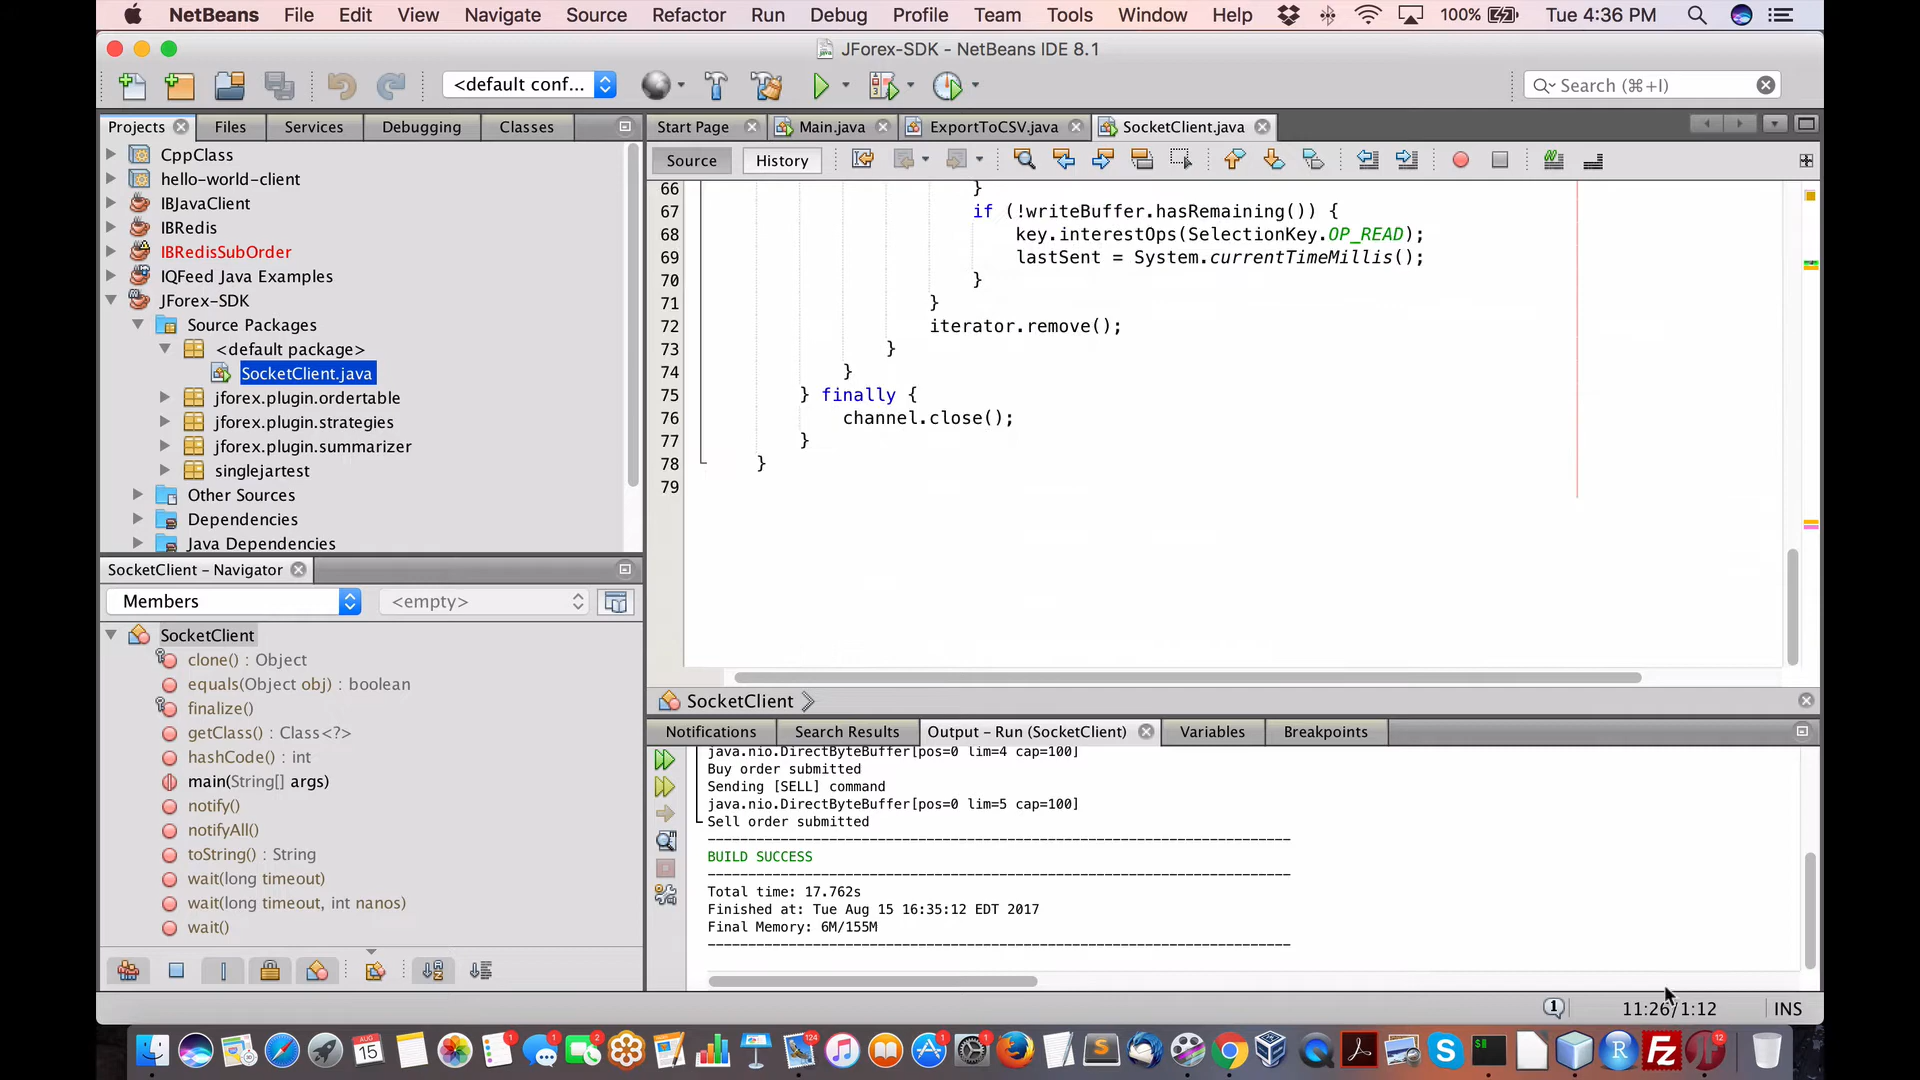 NetBeans File Edit View Navigate Source Refactor Run Debug Profile Team Tools Window Help 100% Tue 4:36 PM
JForex-SDK - NetBeans IDE 8.1
<default conf... Search (⌘+I)
Projects Files Services Debugging Classes
Start Page Main.java ExportToCSV.java SocketClient.java
Source History
CppClass
hello-world-client
IBJavaClient
IBRedis
IBRedisSubOrder
IQFeed Java Examples
JForex-SDK
Source Packages
<default package>
SocketClient.java
jforex.plugin.ordertable
jforex.plugin.strategies
jforex.plugin.summarizer
singlejartest
Other Sources
Dependencies
Java Dependencies
66 }
67 if (!writeBuffer.hasRemaining()) {
68 key.interestOps(SelectionKey.OP_READ);
69 lastSent = System.currentTimeMillis();
70 }
71 }
72 iterator.remove();
73 }
74 }
75 } finally {
76 channel.close();
77 }
78 }
79
SocketClient
SocketClient – Navigator
Members <empty>
SocketClient
clone() : Object
equals(Object obj) : boolean
finalize()
getClass() : Class<?>
hashCode() : int
main(String[] args)
notify()
notifyAll()
toString() : String
wait(long timeout)
wait(long timeout, int nanos)
wait()
Notifications Search Results Output – Run (SocketClient) Variables Breakpoints
java.nio.DirectByteBuffer[pos=0 lim=4 cap=100]
Buy order submitted
Sending [SELL] command
java.nio.DirectByteBuffer[pos=0 lim=5 cap=100]
Sell order submitted
------------------------------------------------------------------------
BUILD SUCCESS
------------------------------------------------------------------------
Total time: 17.762s
Finished at: Tue Aug 15 16:35:12 EDT 2017
Final Memory: 6M/155M
------------------------------------------------------------------------
1 11:26/1:12 INS
AUG
15